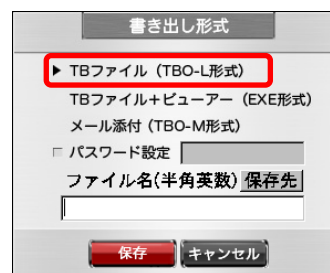 書き出し形式
▶ TBファイル（TBO-L形式）
TBファイル+ビューアー（EXE形式）
メール添付（TBO-M形式）
パスワード設定
ファイル名(半角英数) 保存先
保存 キャンセル